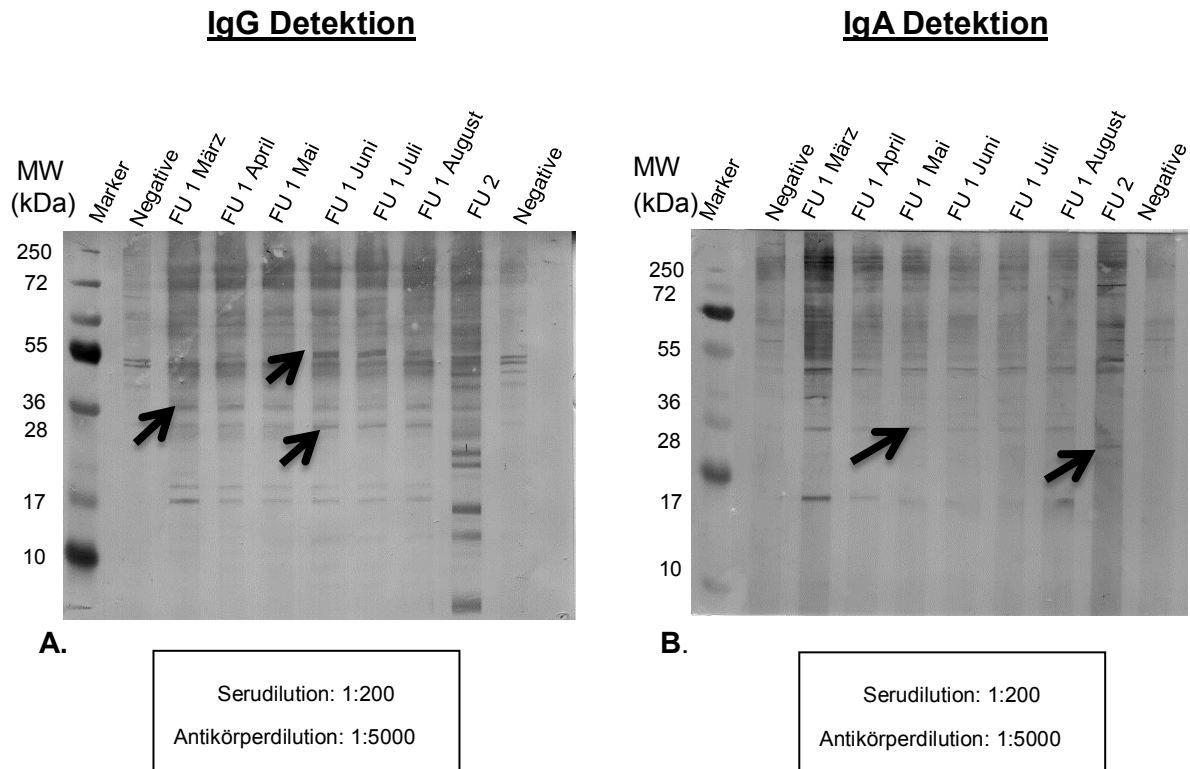 IgG Detektion
MW
(kDa)
Marker
Negative
FU 1 März
FU 1 April
FU 1 Mai
FU 1 Juni
FU 1 Juli
FU 1 August
FU 2
Negative
250
72
55
36
28
17
10
A.
Serudilution: 1:200
Antikörperdilution: 1:5000
IgA Detektion
MW
(kDa)
Marker
Negative
FU 1 März
FU 1 April
FU 1 Mai
FU 1 Juni
FU 1 Juli
FU 1 August
FU 2
Negative
250
72
55
36
28
17
10
B.
Serudilution: 1:200
Antikörperdilution: 1:5000